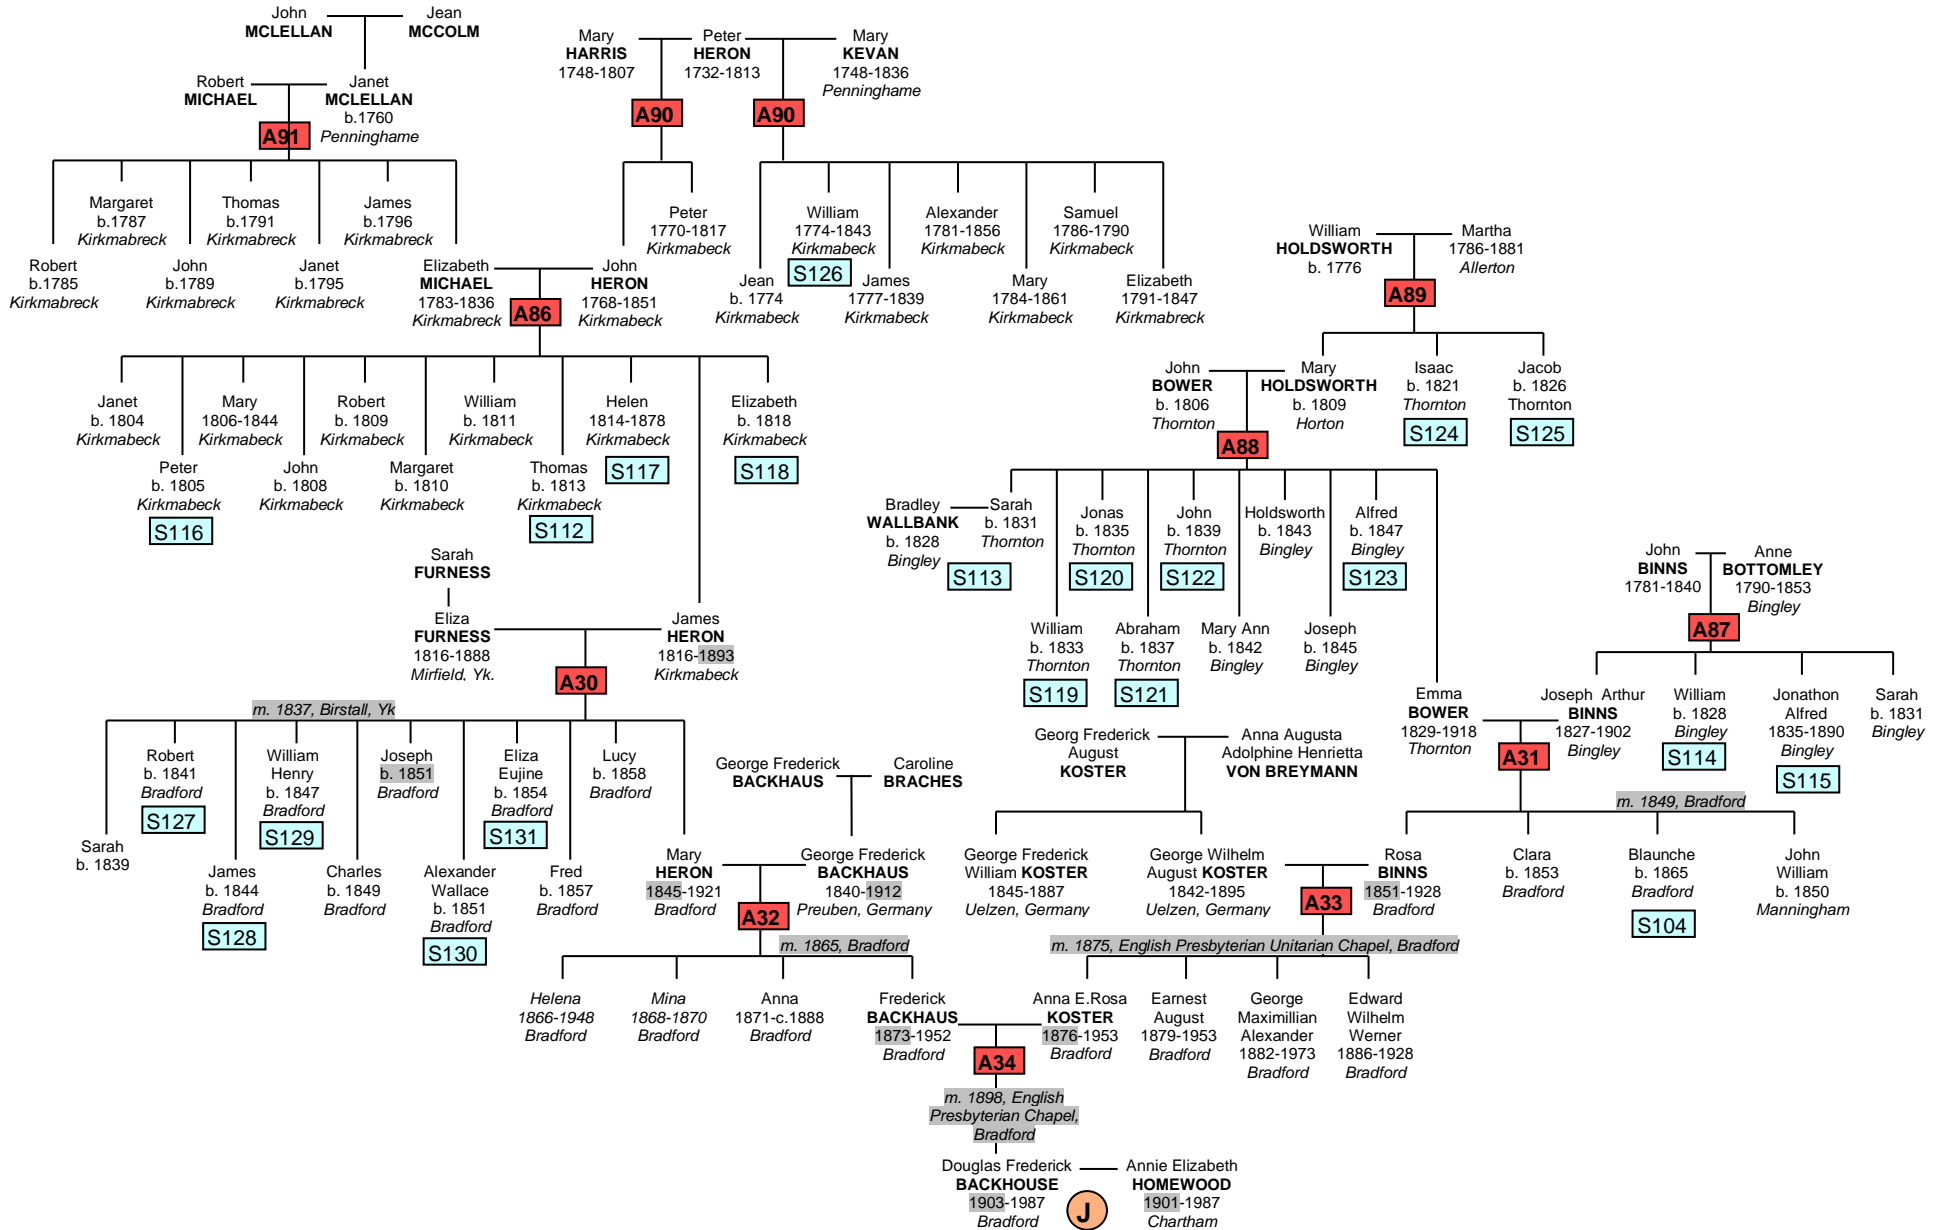 John
MCLELLAN
Jean
MCCOLM
Mary
HARRIS
1748-1807
Peter
HERON
1732-1813
Mary
KEVAN
1748-1836
Penninghame
Robert
MICHAEL
Janet
MCLELLAN
b.1760
Penninghame
A91
A90
A90
Margaret
b.1787
Kirkmabreck
Thomas
b.1791
Kirkmabreck
James
b.1796
Kirkmabreck
Robert
b.1785
Kirkmabreck
John
b.1789
Kirkmabreck
Janet
b.1795
Kirkmabreck
Elizabeth
MICHAEL
1783-1836
Kirkmabreck
A86
John
HERON
1768-1851
Kirkmabeck
Peter
1770-1817
Kirkmabeck
William
1774-1843
Kirkmabeck
S126
Alexander
1781-1856
Kirkmabeck
Samuel
1786-1790
Kirkmabeck
Jean
b. 1774
Kirkmabeck
James
1777-1839
Kirkmabeck
Mary
1784-1861
Kirkmabeck
Elizabeth
1791-1847
Kirkmabreck
William
HOLDSWORTH
b. 1776
Martha
1786-1881
Allerton
A89
John
BOWER
b. 1806
Thornton
Mary
HOLDSWORTH
b. 1809
Horton
Isaac
b. 1821
Thornton
S124
Jacob
b. 1826
Thornton
S125
A88
Janet
b. 1804
Kirkmabeck
Mary
1806-1844
Kirkmabeck
Robert
b. 1809
Kirkmabeck
William
b. 1811
Kirkmabeck
Helen
1814-1878
Kirkmabeck
S117
Elizabeth
b. 1818
Kirkmabeck
S118
Peter
b. 1805
Kirkmabeck
S116
John
b. 1808
Kirkmabeck
Margaret
b. 1810
Kirkmabeck
Thomas
b. 1813
Kirkmabeck
S112
Bradley
WALLBANK
b. 1828
Bingley
Sarah
b. 1831
Thornton
S113
Jonas
b. 1835
Thornton
S120
John
b. 1839
Thornton
S122
Holdsworth
b. 1843
Bingley
Alfred
b. 1847
Bingley
S123
William
b. 1833
Thornton
S119
Abraham
b. 1837
Thornton
S121
Mary Ann
b. 1842
Bingley
Joseph
b. 1845
Bingley
John
BINNS
1781-1840
Anne
BOTTOMLEY
1790-1853
Bingley
A87
Sarah
FURNESS
Eliza
FURNESS
1816-1888
Mirfield, Yk.
James
HERON
1816-1893
Kirkmabeck
A30
m. 1837, Birstall, Yk
Emma
BOWER
1829-1918
Thornton
Joseph Arthur
BINNS
1827-1902
Bingley
William
b. 1828
Bingley
S114
Jonathon
Alfred
1835-1890
Bingley
S115
Sarah
b. 1831
Bingley
A31
m. 1849, Bradford
Robert
b. 1841
Bradford
S127
William
Henry
b. 1847
Bradford
S129
Joseph
b. 1851
Bradford
Eliza
Eujine
b. 1854
Bradford
S131
Lucy
b. 1858
Bradford
Sarah
b. 1839
James
b. 1844
Bradford
S128
Charles
b. 1849
Bradford
Alexander
Wallace
b. 1851
Bradford
S130
Fred
b. 1857
Bradford
George Frederick
BACKHAUS
Caroline
BRACHES
Georg Frederick
August
KOSTER
Anna Augusta
Adolphine Henrietta
VON BREYMANN
Mary
HERON
1845-1921
Bradford
George Frederick
BACKHAUS
1840-1912
Preuben, Germany
A32
m. 1865, Bradford
George Frederick
William KOSTER
1845-1887
Uelzen, Germany
George Wilhelm
August KOSTER
1842-1895
Uelzen, Germany
Rosa
BINNS
1851-1928
Bradford
A33
m. 1875, English Presbyterian Unitarian Chapel, Bradford
Clara
b. 1853
Bradford
Blaunche
b. 1865
Bradford
S104
John
William
b. 1850
Manningham
Helena
1866-1948
Bradford
Mina
1868-1870
Bradford
Anna
1871-c.1888
Bradford
Frederick
BACKHAUS
1873-1952
Bradford
Anna E.Rosa
KOSTER
1876-1953
Bradford
Earnest
August
1879-1953
Bradford
George
Maximillian
Alexander
1882-1973
Bradford
Edward
Wilhelm
Werner
1886-1928
Bradford
A34
m. 1898, English
Presbyterian Chapel,
Bradford
Douglas Frederick
BACKHOUSE
1903-1987
Bradford
J
Annie Elizabeth
HOMEWOOD
1901-1987
Chartham